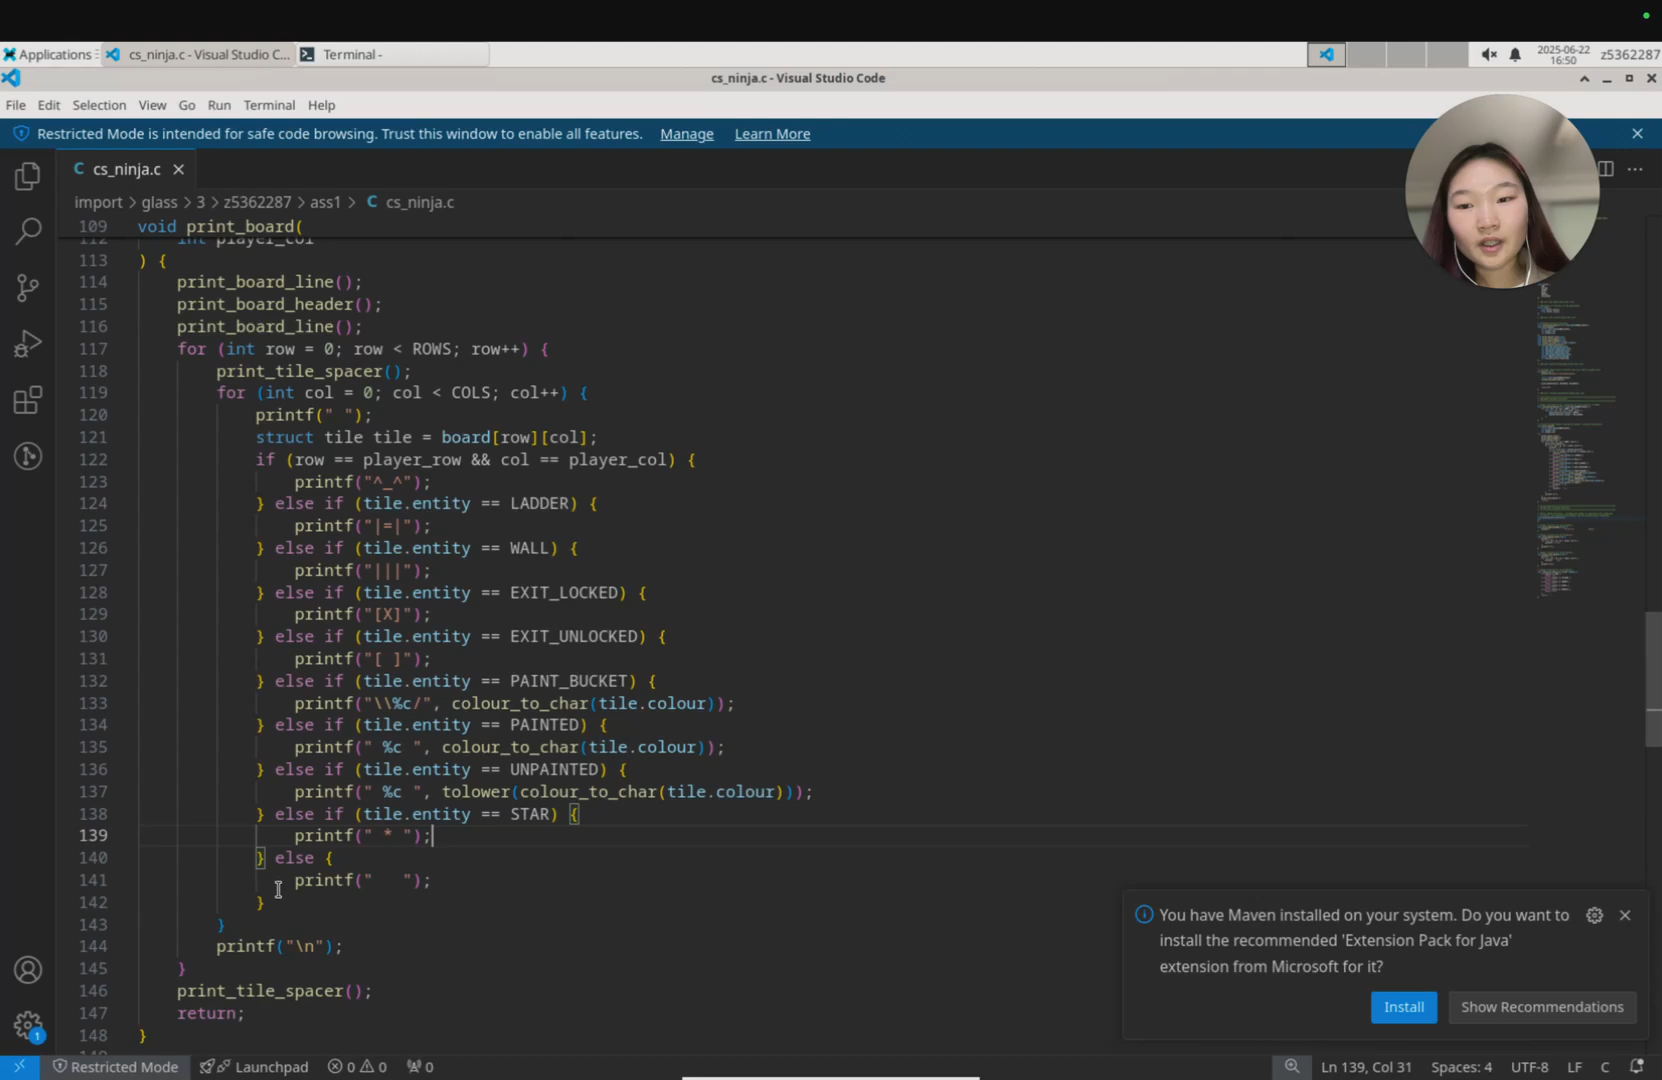 Applications
cs_ninja.c - Visual Studio C...
Terminal -
2025-06-22
16:50
z5362287
cs_ninja.c - Visual Studio Code
File Edit Selection View Go Run Terminal Help
Restricted Mode is intended for safe code browsing. Trust this window to enable all features. Manage Learn More
C cs_ninja.c
import > glass > 3 > z5362287 > ass1 > C cs_ninja.c
109 void print_board(
112 int player_col
113 ) {
114 print_board_line();
115 print_board_header();
116 print_board_line();
117 for (int row = 0; row < ROWS; row++) {
118 print_tile_spacer();
119 for (int col = 0; col < COLS; col++) {
120 printf(" ");
121 struct tile tile = board[row][col];
122 if (row == player_row && col == player_col) {
123 printf("^_^");
124 } else if (tile.entity == LADDER) {
125 printf("|=|");
126 } else if (tile.entity == WALL) {
127 printf("|||");
128 } else if (tile.entity == EXIT_LOCKED) {
129 printf("[X]");
130 } else if (tile.entity == EXIT_UNLOCKED) {
131 printf("[ ]");
132 } else if (tile.entity == PAINT_BUCKET) {
133 printf("\\%c/", colour_to_char(tile.colour));
134 } else if (tile.entity == PAINTED) {
135 printf(" %c ", colour_to_char(tile.colour));
136 } else if (tile.entity == UNPAINTED) {
137 printf(" %c ", tolower(colour_to_char(tile.colour)));
138 } else if (tile.entity == STAR) {
139 printf(" * ");
140 } else {
141 printf("   ");
142 }
143 }
144 printf("\n");
145 }
146 print_tile_spacer();
147 return;
148 }
You have Maven installed on your system. Do you want to
install the recommended 'Extension Pack for Java'
extension from Microsoft for it?
Install
Show Recommendations
1
Restricted Mode
Launchpad
0 0
0
Ln 139, Col 31
Spaces: 4
UTF-8
LF
C